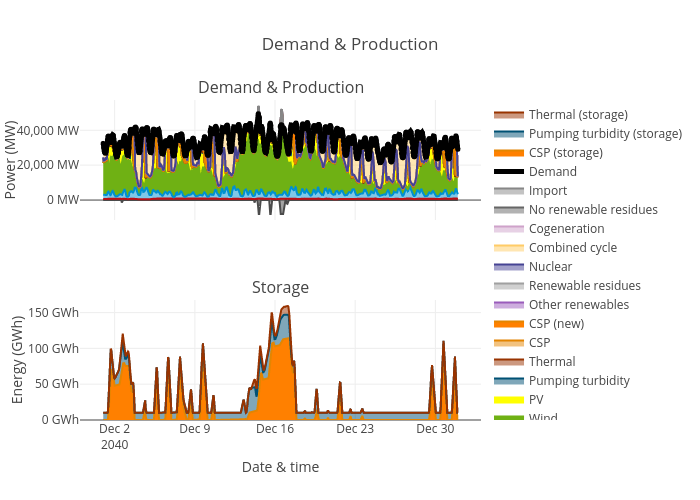 Demand & Production
Demand & Production
Power (MW)
40,000 MW
20,000 MW
0 MW
Storage
Energy (GWh)
150 GWh
100 GWh
50 GWh
0 GWh
Dec 2
2040
Dec 9
Dec 16
Dec 23
Dec 30
Date & time
Thermal (storage)
Pumping turbidity (storage)
CSP (storage)
Demand
Import
No renewable residues
Cogeneration
Combined cycle
Nuclear
Renewable residues
Other renewables
CSP (new)
CSP
Thermal
Pumping turbidity
PV
Wind